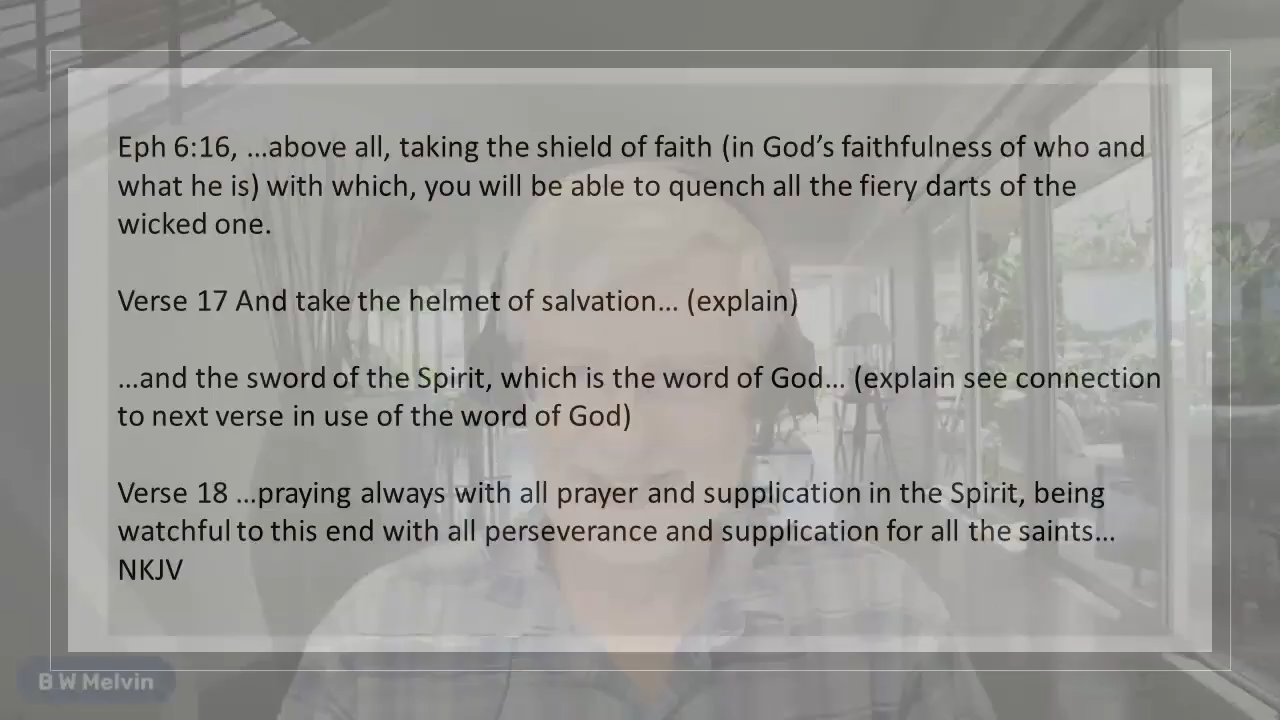 Eph 6:16, …above all, taking the shield of faith (in God’s faithfulness of who and
what he is) with which, you will be able to quench all the fiery darts of the
wicked one.
Verse 17 And take the helmet of salvation… (explain)
…and the sword of the Spirit, which is the word of God… (explain see connection
to next verse in use of the word of God)
Verse 18 …praying always with all prayer and supplication in the Spirit, being
watchful to this end with all perseverance and supplication for all the saints…
NKJV
B W Melvin